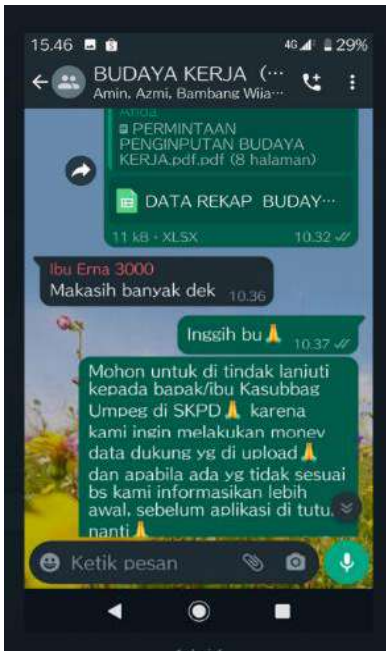 15.46 4G 29%
BUDAYA KERJA (...
Amin, Azmi, Bambang Wija...
Anda
PERMINTAAN
PENGINPUTAN BUDAYA
KERJA.pdf.pdf (8 halaman)
DATA REKAP BUDAY...
11 kB • XLSX 10.32
Ibu Erna 3000
Makasih banyak dek 10.36
Inggih bu🙏 10.37
Mohon untuk di tindak lanjuti
kepada bapak/ibu Kasubbag
Umpeg di SKPD🙏 karena
kami ingin melakukan monev
data dukung yg di upload🙏
dan apabila ada yg tidak sesuai
bs kami informasikan lebih
awal, sebelum aplikasi di tutu
nanti🙏
Ketik pesan